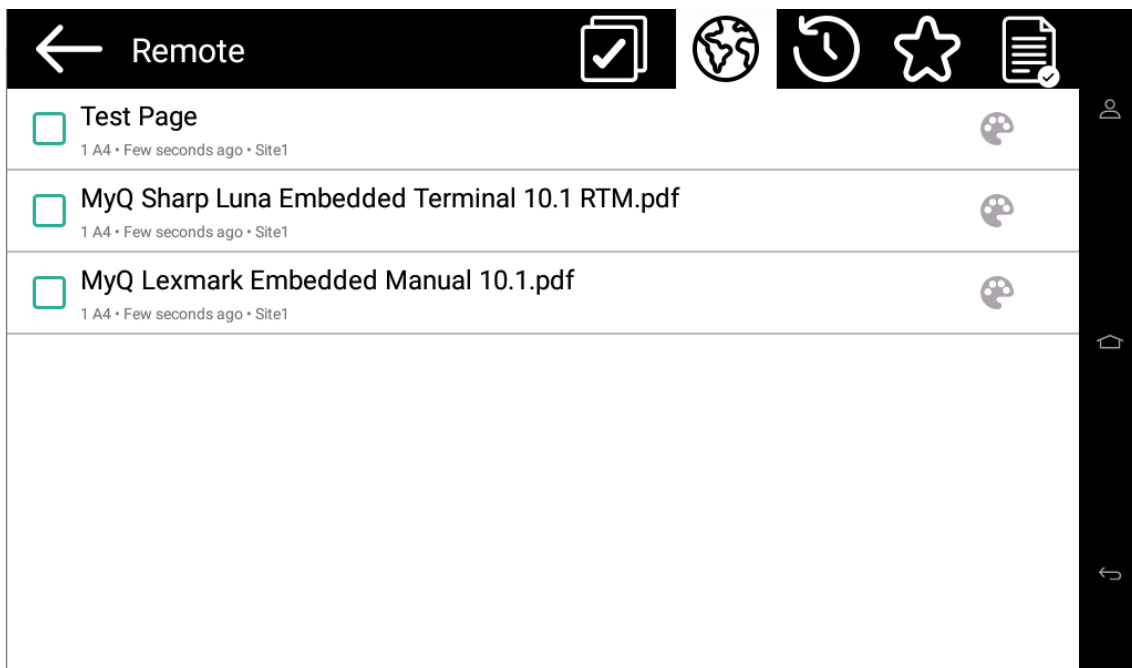 Remote
Test Page
1 A4 • Few seconds ago • Site1
MyQ Sharp Luna Embedded Terminal 10.1 RTM.pdf
1 A4 • Few seconds ago • Site1
MyQ Lexmark Embedded Manual 10.1.pdf
1 A4 • Few seconds ago • Site1